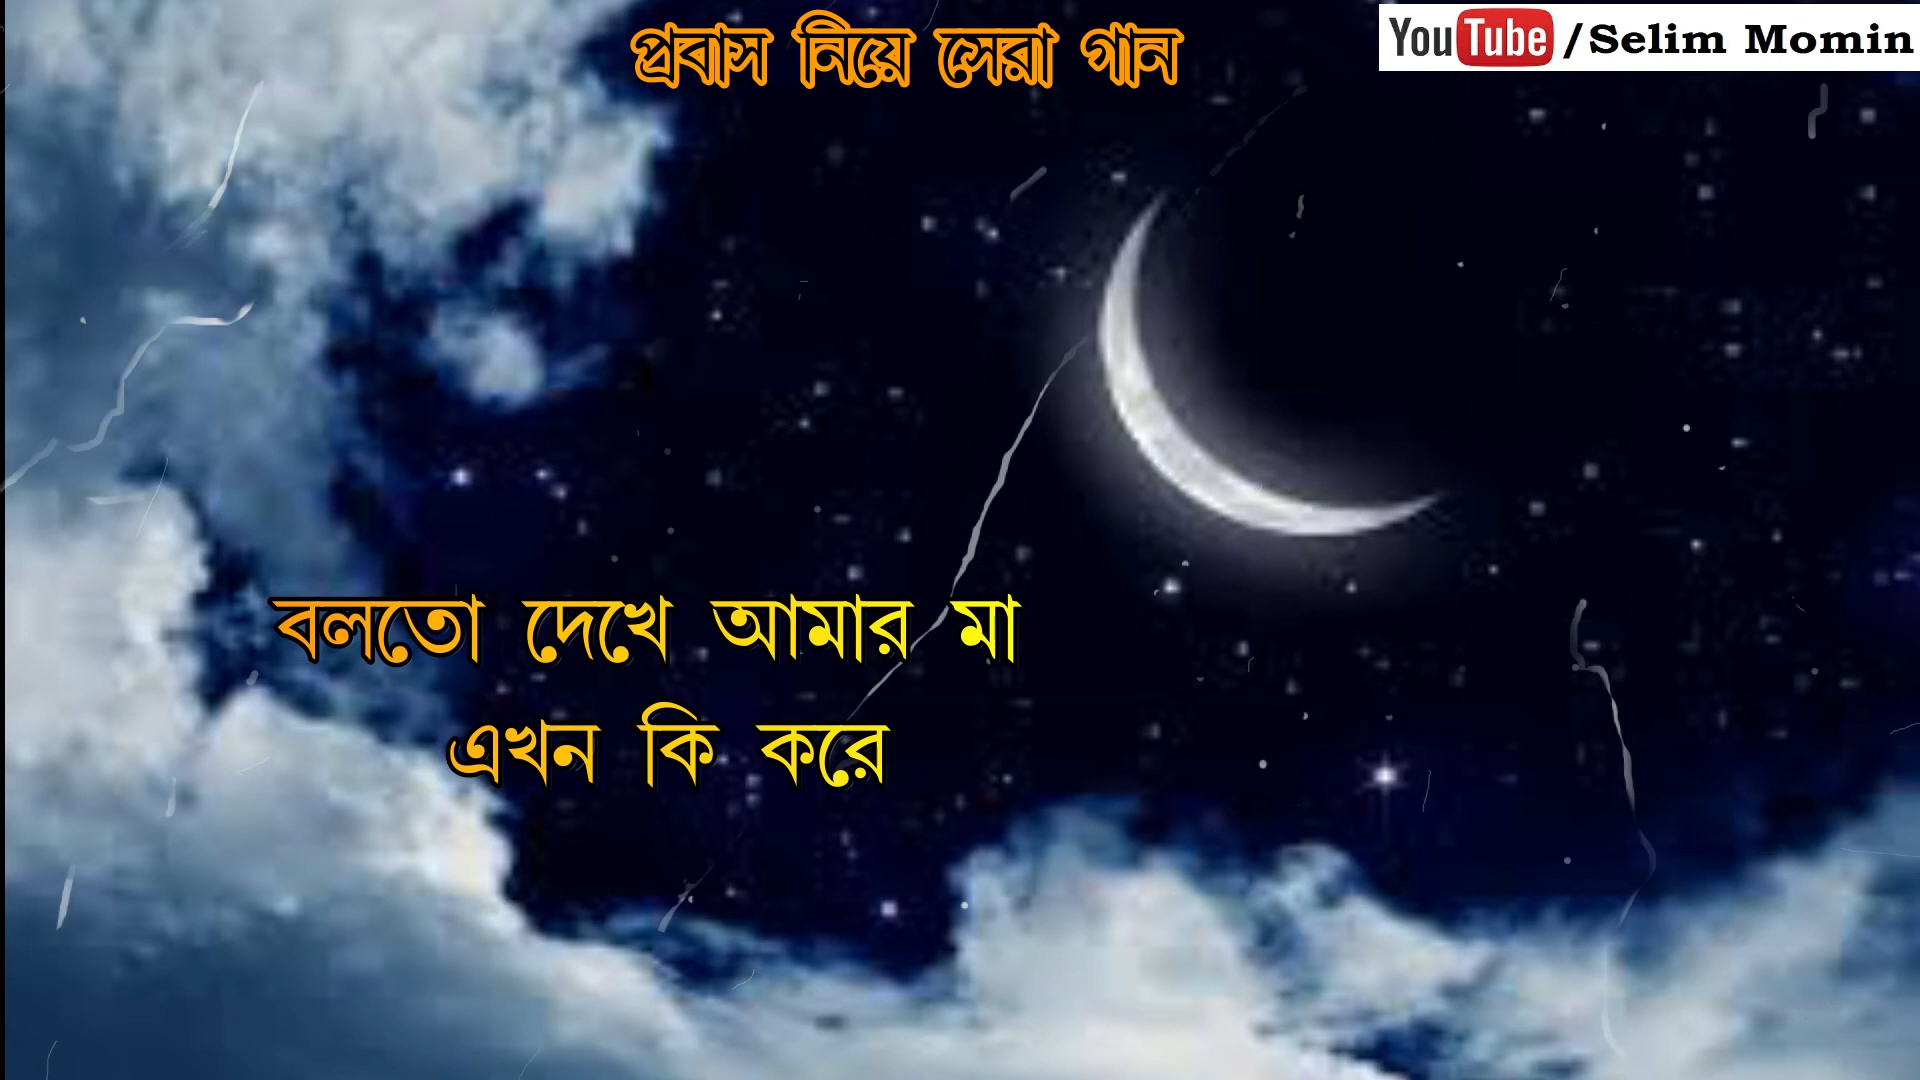 প্রবাস নিয়ে সেরা গান
YouTube /Selim Momin
বলতো দেখে আমার মা
এখন কি করে